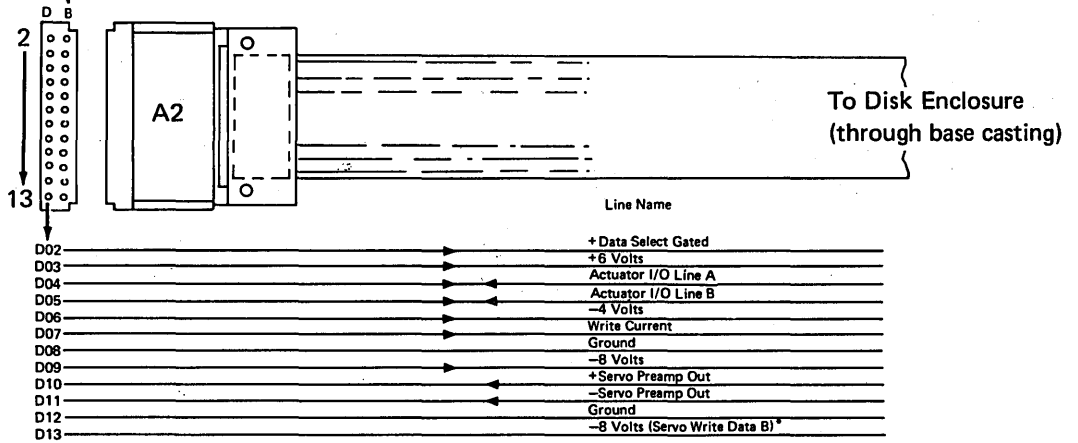 D B
2
A2
To Disk Enclosure
(through base casting)
13
Line Name
D02 +Data Select Gated
D03 +6 Volts
D04 Actuator I/O Line A
D05 Actuator I/O Line B
D06 −4 Volts
D07 Write Current
D08 Ground
D09 −8 Volts
D10 +Servo Preamp Out
D11 −Servo Preamp Out
D12 Ground
D13 −8 Volts (Servo Write Data B)*